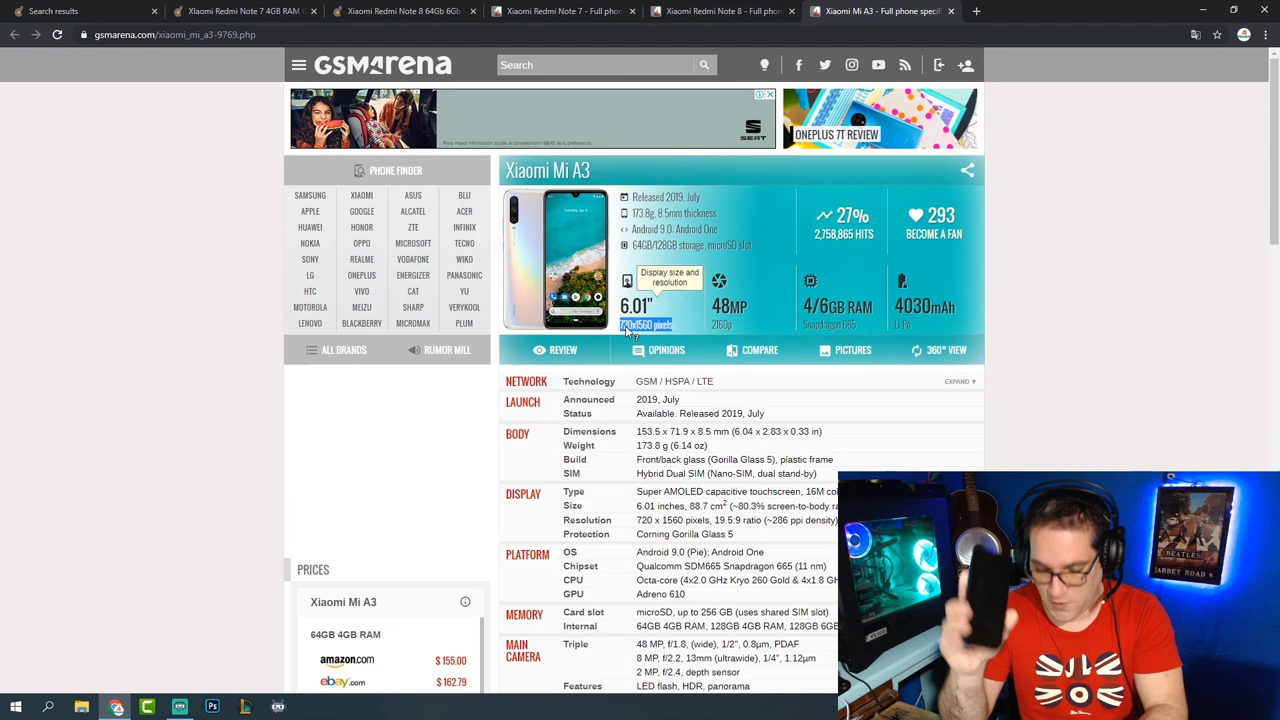 Search results
Xiaomi Redmi Note 7 4GB RAM
Xiaomi Redmi Note 8 64Gb 6Gb
Search results
Redmi Note 7 - Full phone
Redmi Note 8 - Full phon
Xiaomi Mi A3 - Full phone specifi
gsmarena.com/xiaomi_mi_a3-9769.php
GSMArena
Search
SEAT
ONEPLUS 7T REVIEW
PHONE FINDER
SAMSUNG XIAOMI ASUS BLU
APPLE GOOGLE ALCATEL ACER
HUAWEI HONOR ZTE INFINIX
NOKIA OPPO MICROSOFT TECNO
SONY REALME VODAFONE WIKO
LG ONEPLUS ENERGIZER PANASONIC
HTC VIVO CAT YU
MOTOROLA MEIZU SHARP VERYKOOL
LENOVO BLACKBERRY MICROMAX PLUM
ALL BRANDS RUMOR MILL
Xiaomi Mi A3
Released 2019, July
173.8g, 8.5mm thickness
Android 9.0, Android One
64GB/128GB storage, microSD slot
27%
2,758,865 HITS
293
BECOME A FAN
Display size and
resolution
6.01"
720x1560 pixels
48MP
2160p
4/6GB RAM
Snapdragon 665
4030mAh
Li-Po
REVIEW OPINIONS COMPARE PICTURES 360° VIEW
NETWORK Technology GSM / HSPA / LTE EXPAND ▼
LAUNCH Announced 2019, July
Status Available. Released 2019, July
BODY Dimensions 153.5 x 71.9 x 8.5 mm (6.04 x 2.83 x 0.33 in)
Weight 173.8 g (6.14 oz)
Build Front/back glass (Gorilla Glass 5), plastic frame
SIM Hybrid Dual SIM (Nano-SIM, dual stand-by)
DISPLAY Type Super AMOLED capacitive touchscreen, 16M col
Size 6.01 inches, 88.7 cm2 (~80.3% screen-to-body ra
Resolution 720 x 1560 pixels, 19.5:9 ratio (~286 ppi density)
Protection Corning Gorilla Glass 5
PLATFORM OS Android 9.0 (Pie); Android One
Chipset Qualcomm SDM665 Snapdragon 665 (11 nm)
CPU Octa-core (4x2.0 GHz Kryo 260 Gold & 4x1.8 GH
GPU Adreno 610
MEMORY Card slot microSD, up to 256 GB (uses shared SIM slot)
Internal 64GB 4GB RAM, 128GB 4GB RAM, 128GB 6GB
MAIN CAMERA Triple 48 MP, f/1.8, (wide), 1/2", 0.8µm, PDAF
8 MP, f/2.2, 13mm (ultrawide), 1/4", 1.12µm
2 MP, f/2.4, depth sensor
Features LED flash, HDR, panorama
PRICES
Xiaomi Mi A3
64GB 4GB RAM
amazon.com $ 155.00
ebay.com $ 162.79
BEATLES
ABBEY ROAD